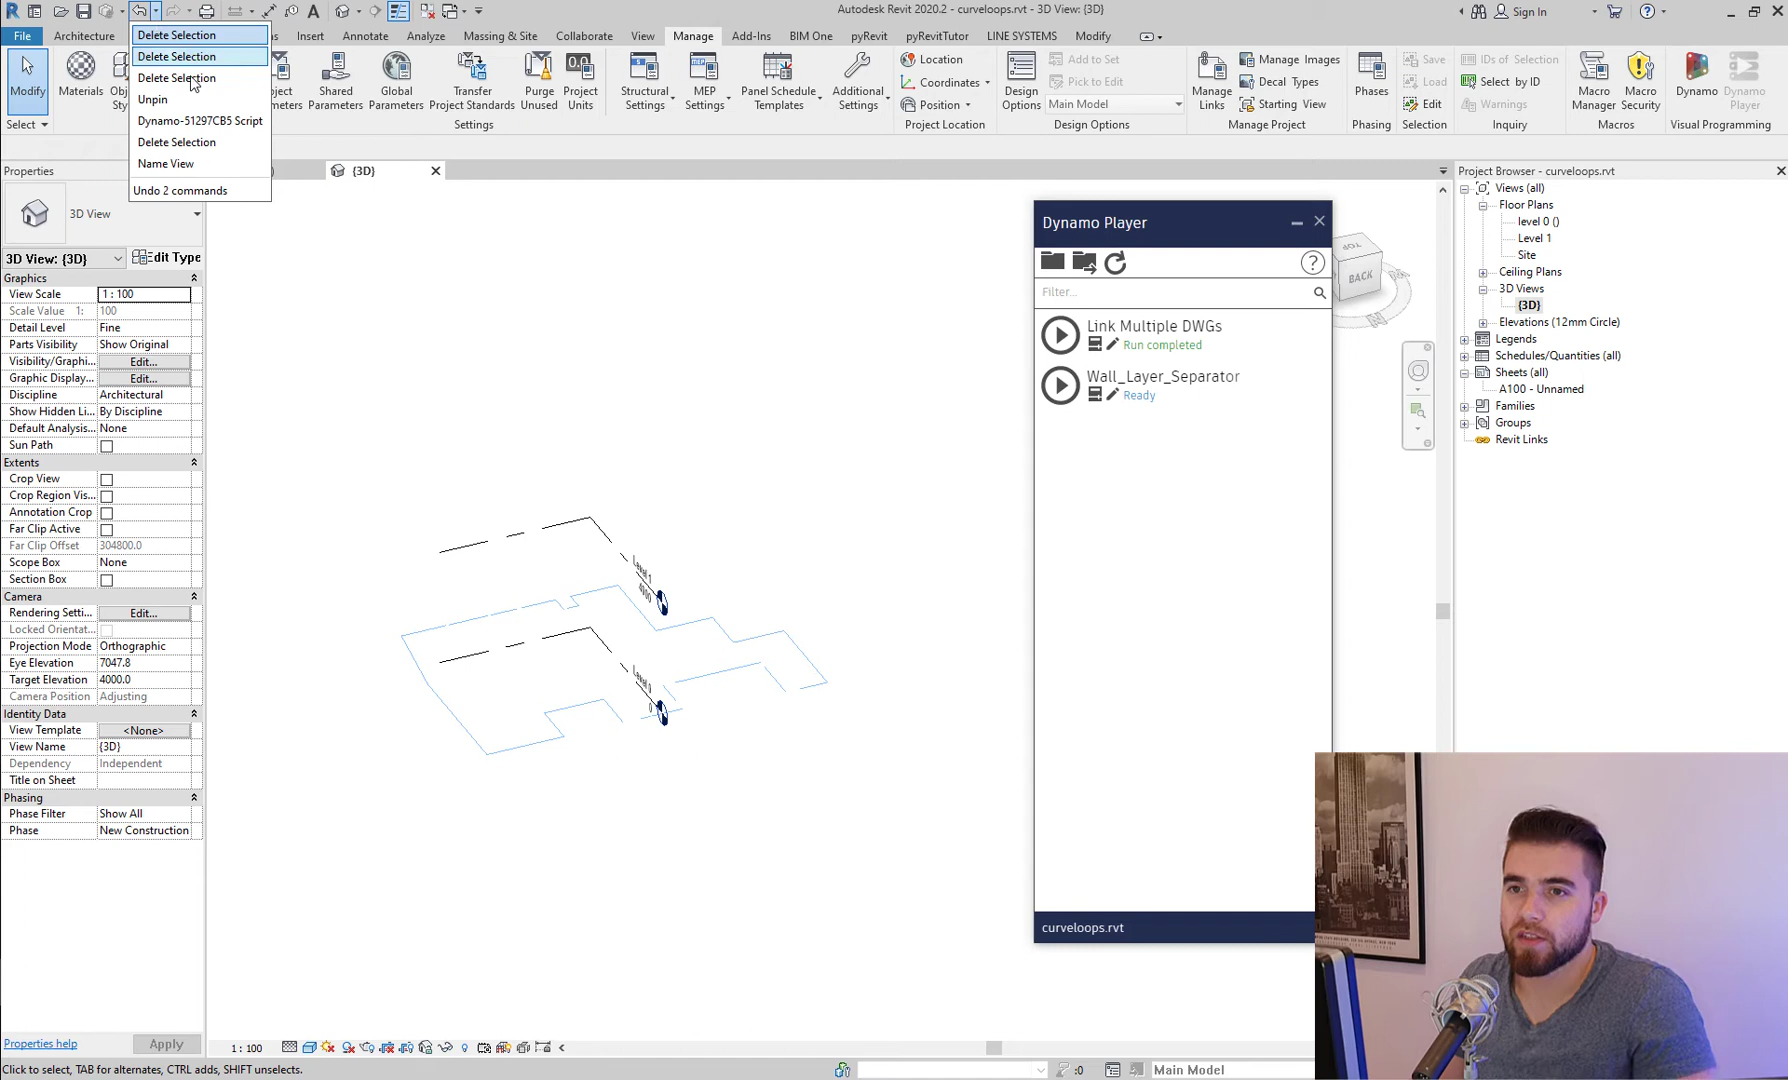 Autodesk Revit 2020.2 - curveloops.rvt - 3D View: {3D}
Sign In
File
Architecture
Insert
Annotate
Analyze
Massing & Site
Collaborate
View
Manage
Add-Ins
BIM One
pyRevit
pyRevitTutor
LINE SYSTEMS
Modify
Delete Selection
Delete Selection
Delete Selection
Unpin
Dynamo-51297CB5 Script
Delete Selection
Name View
Undo 2 commands
Modify
Select
Materials
Shared
Parameters
Global
Parameters
Transfer
Project Standards
Purge
Unused
Project
Units
Settings
Structural
Settings
MEP
Settings
Panel Schedule
Templates
Additional
Settings
Location
Coordinates
Position
Project Location
Design
Options
Add to Set
Pick to Edit
Main Model
Design Options
Manage
Links
Manage Images
Decal Types
Starting View
Manage Project
Phases
Phasing
Save
Load
Edit
Selection
IDs of Selection
Select by ID
Warnings
Inquiry
Macro
Manager
Macro
Security
Macros
Dynamo
Dynamo
Player
Visual Programming
Properties
{3D}
3D View
3D View: {3D}
Edit Type
Graphics
View Scale
1 : 100
Scale Value 1:
100
Detail Level
Fine
Parts Visibility
Show Original
Visibility/Graphi...
Edit...
Graphic Display...
Edit...
Discipline
Architectural
Show Hidden Li...
By Discipline
Default Analysis...
None
Sun Path
Extents
Crop View
Crop Region Vis...
Annotation Crop
Far Clip Active
Far Clip Offset
304800.0
Scope Box
None
Section Box
Camera
Rendering Setti...
Edit...
Locked Orientat...
Projection Mode
Orthographic
Eye Elevation
7047.8
Target Elevation
4000.0
Camera Position
Adjusting
Identity Data
View Template
<None>
View Name
{3D}
Dependency
Independent
Title on Sheet
Phasing
Phase Filter
Show All
Phase
New Construction
Properties help
Apply
Level 1
4000
Level 0
0
Dynamo Player
Filter...
Link Multiple DWGs
Run completed
Wall_Layer_Separator
Ready
curveloops.rvt
TOP
BACK
Project Browser - curveloops.rvt
Views (all)
Floor Plans
level 0 ()
Level 1
Site
Ceiling Plans
3D Views
{3D}
Elevations (12mm Circle)
Legends
Schedules/Quantities (all)
Sheets (all)
A100 - Unnamed
Families
Groups
Revit Links
1 : 100
Click to select, TAB for alternates, CTRL adds, SHIFT unselects.
:0
Main Model